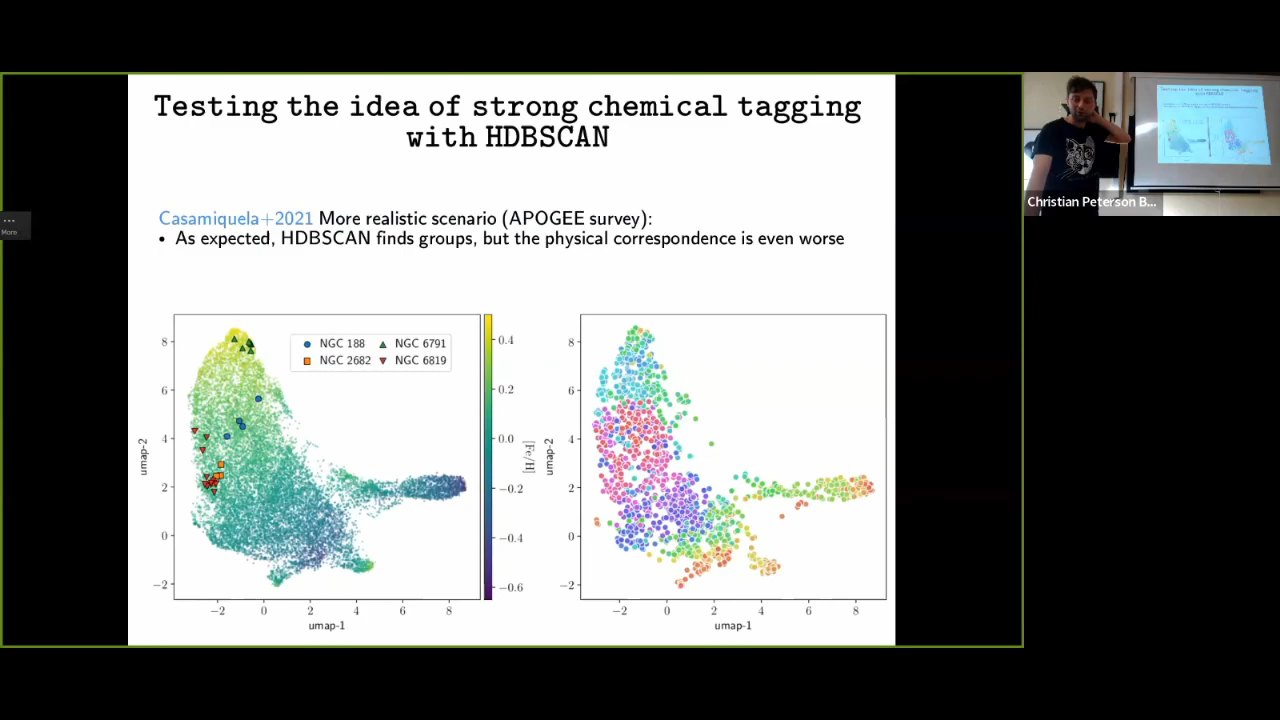 Testing the idea of strong chemical tagging
with HDBSCAN
Casamiquela+2021 More realistic scenario (APOGEE survey):
• As expected, HDBSCAN finds groups, but the physical correspondence is even worse
•••
More
NGC 188
NGC 6791
NGC 2682
NGC 6819
8
6
4
2
0
−2
umap-2
−2 0 2 4 6 8
umap-1
0.4
0.2
0.0
−0.2
−0.4
−0.6
[Fe/H]
8
6
4
2
0
−2
umap-2
−2 0 2 4 6 8
umap-1
Christian Peterson B...